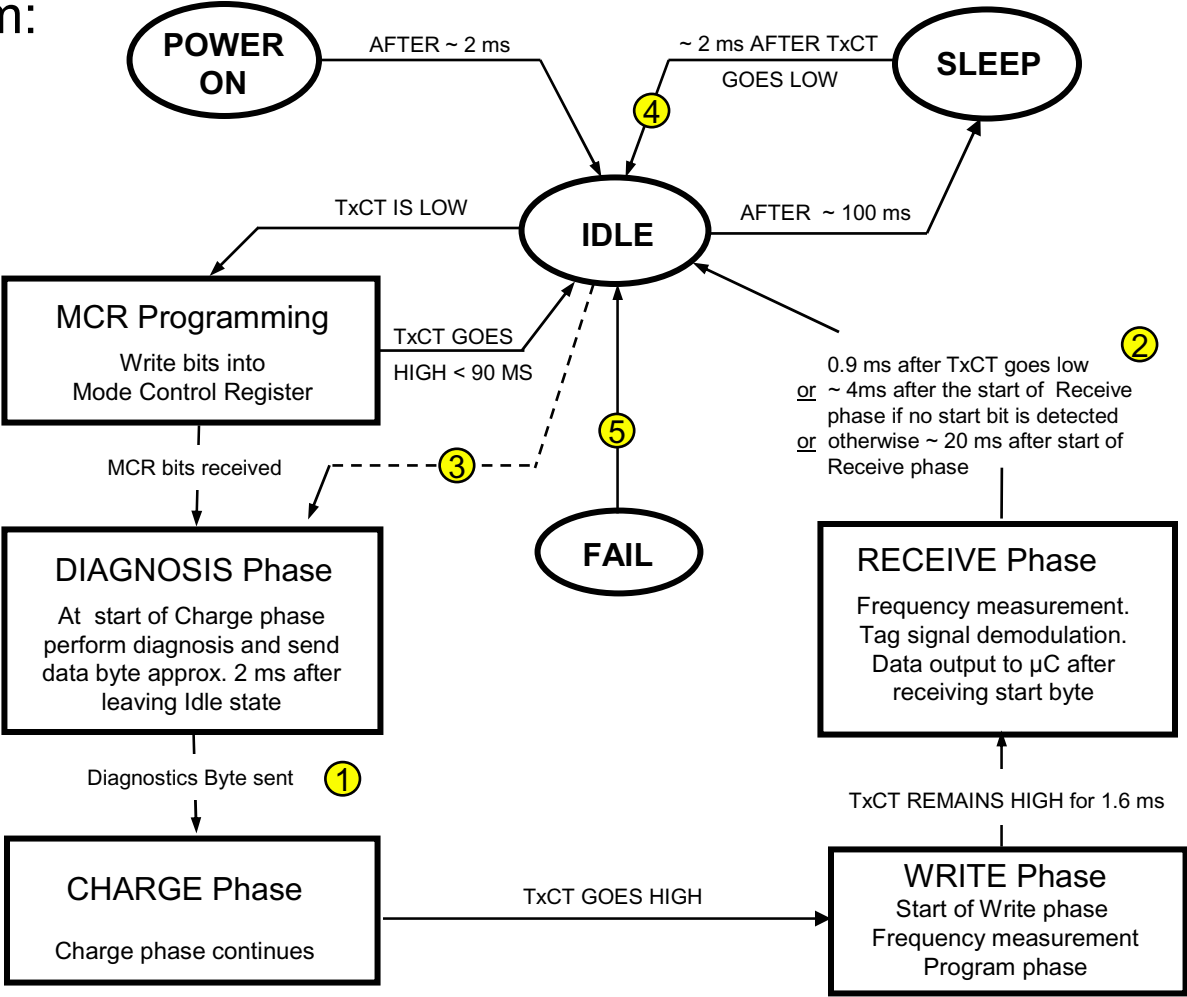 m:
POWER
ON
AFTER ~ 2 ms
~ 2 ms AFTER TxCT
GOES LOW
SLEEP
4
TxCT IS LOW
IDLE
AFTER ~ 100 ms
MCR Programming
Write bits into
Mode Control Register
TxCT GOES
HIGH < 90 MS
2
0.9 ms after TxCT goes low
or ~ 4ms after the start of Receive
phase if no start bit is detected
or otherwise ~ 20 ms after start of
Receive phase
5
MCR bits received
3
FAIL
DIAGNOSIS Phase
At start of Charge phase
perform diagnosis and send
data byte approx. 2 ms after
leaving Idle state
RECEIVE Phase
Frequency measurement.
Tag signal demodulation.
Data output to µC after
receiving start byte
Diagnostics Byte sent
1
TxCT REMAINS HIGH for 1.6 ms
CHARGE Phase
Charge phase continues
TxCT GOES HIGH
WRITE Phase
Start of Write phase
Frequency measurement
Program phase